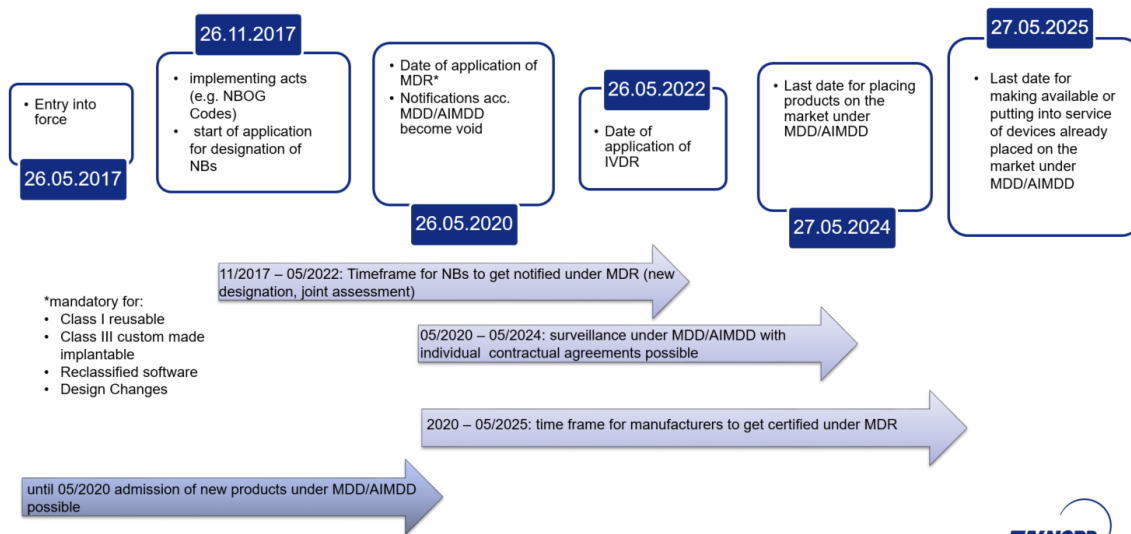 26.05.2017
• Entry into
force
26.11.2017
• implementing acts
(e.g. NBOG
Codes)
• start of application
for designation of
NBs
• Date of application of
MDR*
• Notifications acc.
MDD/AIMDD
become void
26.05.2020
26.05.2022
• Date of
application of
IVDR
• Last date for placing
products on the
market under
MDD/AIMDD
27.05.2024
27.05.2025
• Last date for
making available or
putting into service
of devices already
placed on the
market under
MDD/AIMDD
11/2017 – 05/2022: Timeframe for NBs to get notified under MDR (new
designation, joint assessment)
*mandatory for:
• Class I reusable
• Class III custom made
implantable
• Reclassified software
• Design Changes
05/2020 – 05/2024: surveillance under MDD/AIMDD with
individual contractual agreements possible
2020 – 05/2025: time frame for manufacturers to get certified under MDR
until 05/2020 admission of new products under MDD/AIMDD
possible